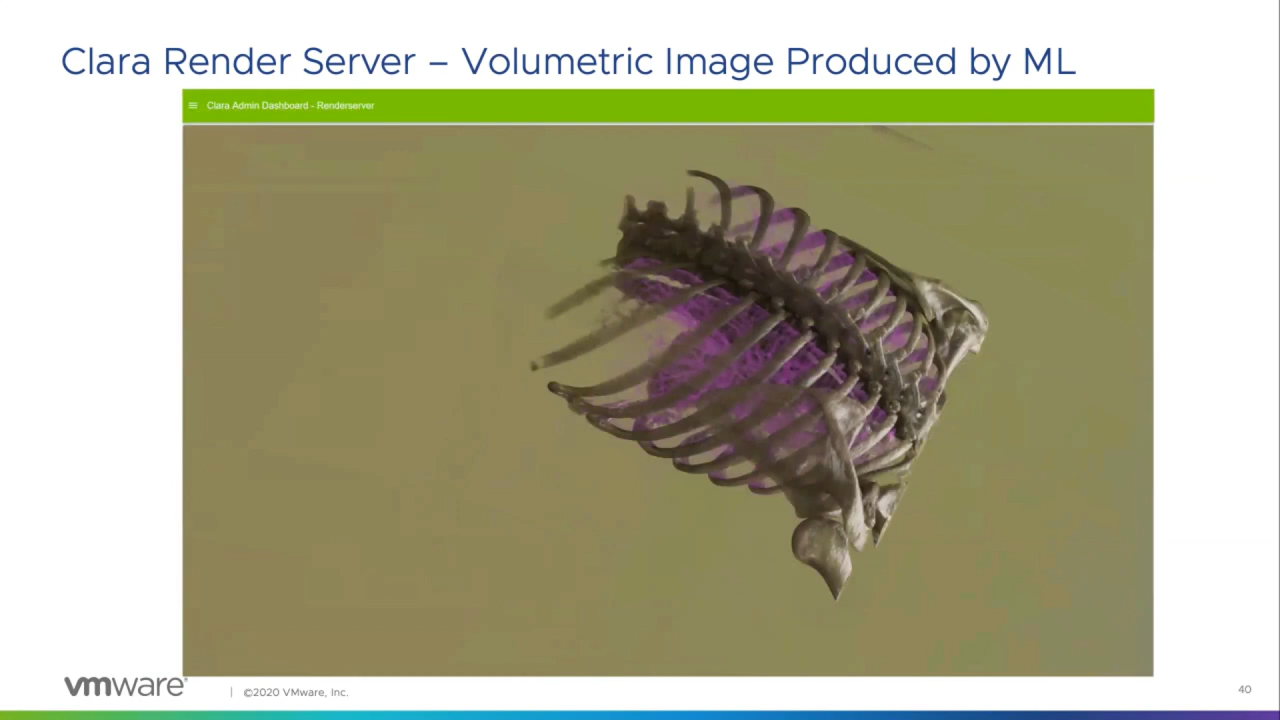 Clara Render Server – Volumetric Image Produced by ML
Clara Admin Dashboard - Renderserver
vmware
©2020 VMware, Inc.
40